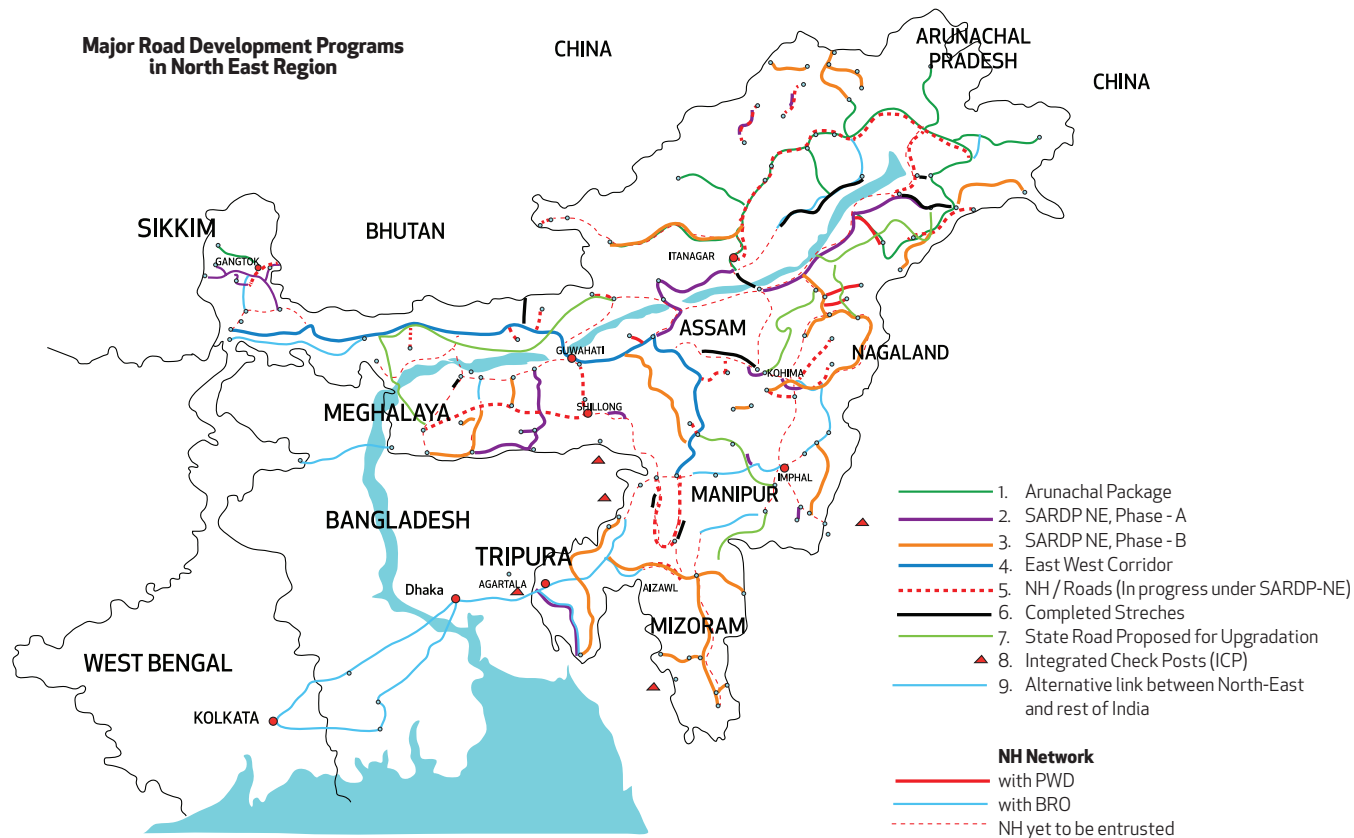 Major Road Development Programs
in North East Region
CHINA
ARUNACHAL
PRADESH
CHINA
SIKKIM
BHUTAN
GANGTOK
ITANAGAR
ASSAM
GUWAHATI
NAGALAND
KOHIMA
MEGHALAYA
SHILLONG
IMPHAL
MANIPUR
BANGLADESH
TRIPURA
AGARTALA
AIZAWL
Dhaka
MIZORAM
WEST BENGAL
KOLKATA
1. Arunachal Package
2. SARDP NE, Phase - A
3. SARDP NE, Phase - B
4. East West Corridor
5. NH / Roads (In progress under SARDP-NE)
6. Completed Streches
7. State Road Proposed for Upgradation
8. Integrated Check Posts (ICP)
9. Alternative link between North-East
and rest of India
NH Network
with PWD
with BRO
NH yet to be entrusted